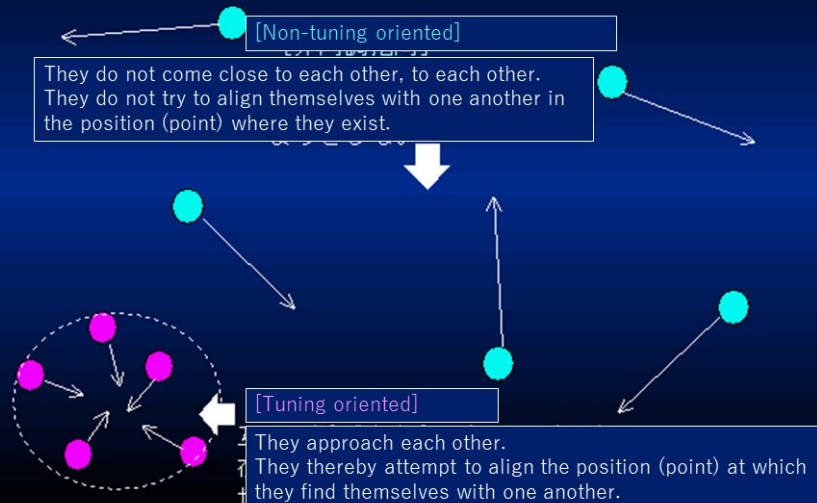 [Non-tuning oriented]
They do not come close to each other, to each other.
They do not try to align themselves with one another in
the position (point) where they exist.
[Tuning oriented]
They approach each other.
They thereby attempt to align the position (point) at which
they find themselves with one another.